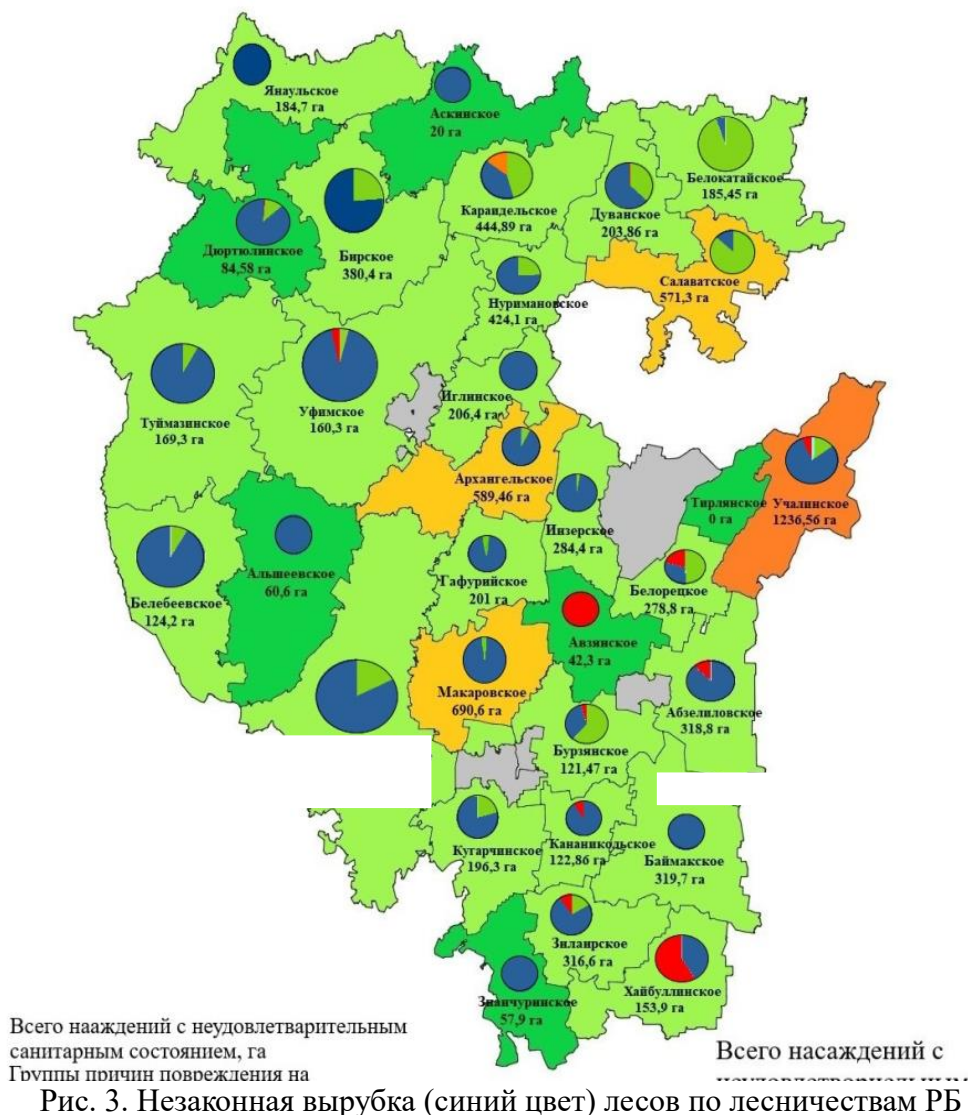 Янаульское
184,7 га
Аскинское
20 га
Белокатайское
185,45 га
Караидельское
444,89 га
Дуванское
203,86 га
Дюртюлинское
84,58 га
Бирское
380,4 га
Салаватское
571,3 га
Нуримановское
424,1 га
Туймазинское
169,3 га
Уфимское
160,3 га
Иглинское
206,4 га
Архангельское
589,46 га
Инзерское
284,4 га
Тирлянское
0 га
Учалинское
1236,56 га
Белебеевское
124,2 га
Альшеевское
60,6 га
Гафурийское
201 га
Белорецкое
278,8 га
Авзянское
42,3 га
Макаровское
690,6 га
Абзелиловское
318,8 га
Бурзянское
121,47 га
Кугарчинское
196,3 га
Кананикольское
122,86 га
Баймакское
319,7 га
Зилаирское
316,6 га
Хайбуллинское
153,9 га
Знанчуринское
57,9 га
Всего нааждений с неудовлетварительным
санитарным состоянием, га
Группы причин повреждения на
Всего насаждений с
Рис. 3. Незаконная вырубка (синий цвет) лесов по лесничествам РБ